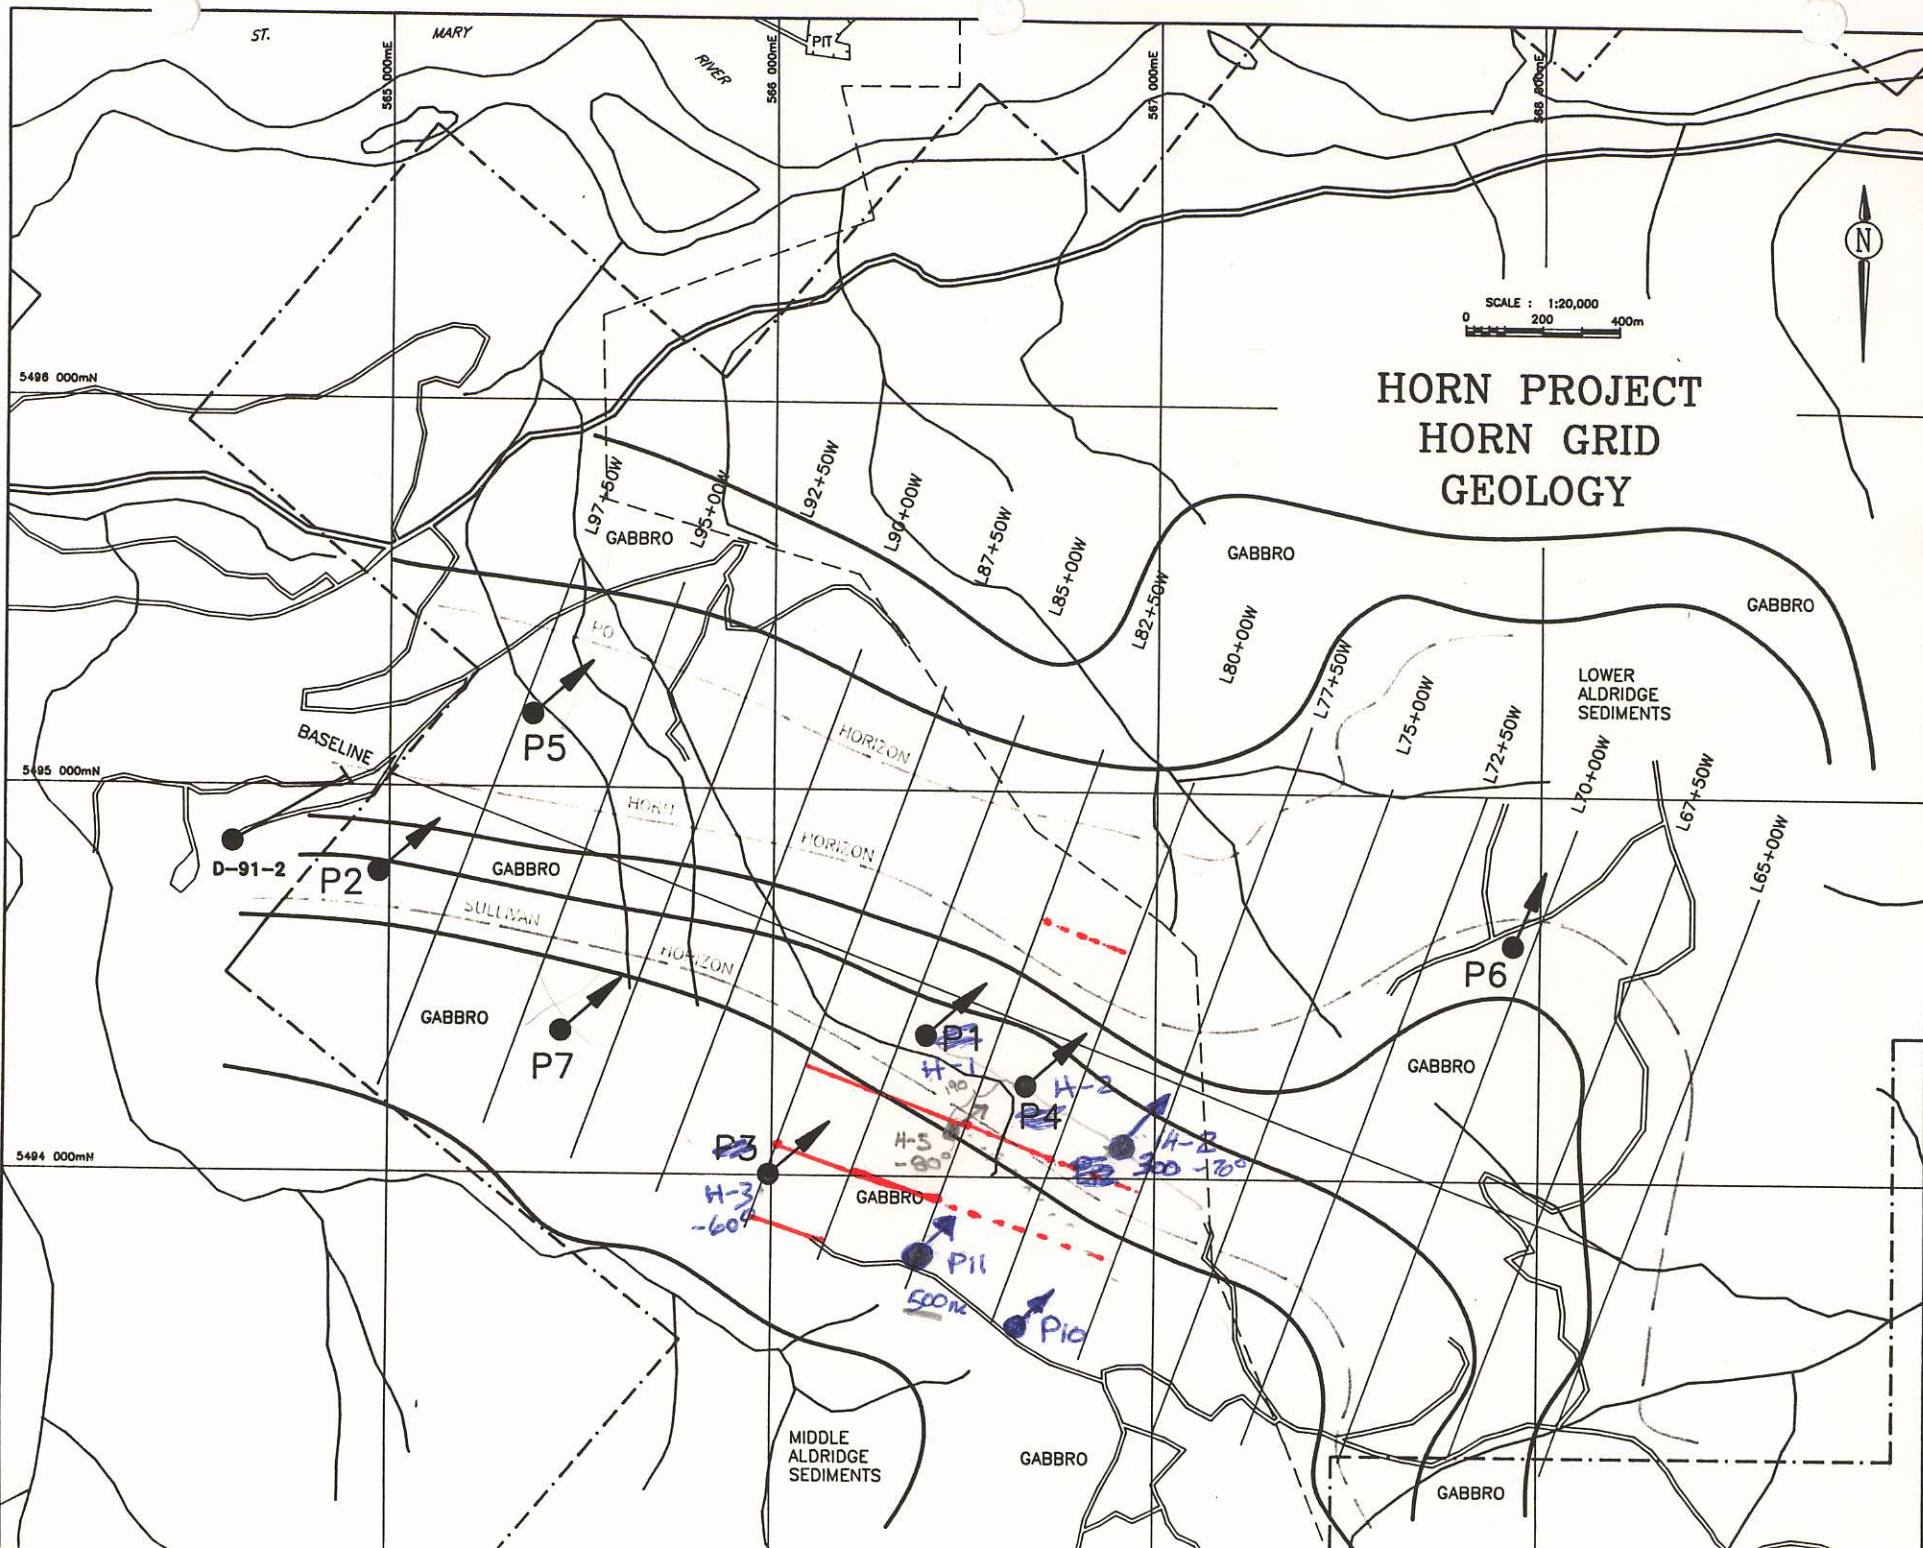 ST.
MARY
RIVER
PIT
565 000mE
566 000mE
567 000mE
568 000mE
N
SCALE : 1:20,000
0 200 400m
HORN PROJECT
HORN GRID
GEOLOGY
5496 000mN
L97+50W
L95+00W
L92+50W
L90+00W
L87+50W
L85+00W
L82+50W
L80+00W
L77+50W
L75+00W
L72+50W
L70+00W
L67+50W
L65+00W
GABBRO
GABBRO
GABBRO
LOWER
ALDRIDGE
SEDIMENTS
PO
HORIZON
P5
BASELINE
5495 000mN
HORN
HORIZON
D-91-2
P2
GABBRO
SULLIVAN
HORIZON
P6
GABBRO
P7
P1
H-1
GABBRO
190
H-2
P4
H-5
-80°
P3
H-2
300 -70°
5494 000mN
H-3
-60°
GABBRO
P11
500m
P10
MIDDLE
ALDRIDGE
SEDIMENTS
GABBRO
GABBRO